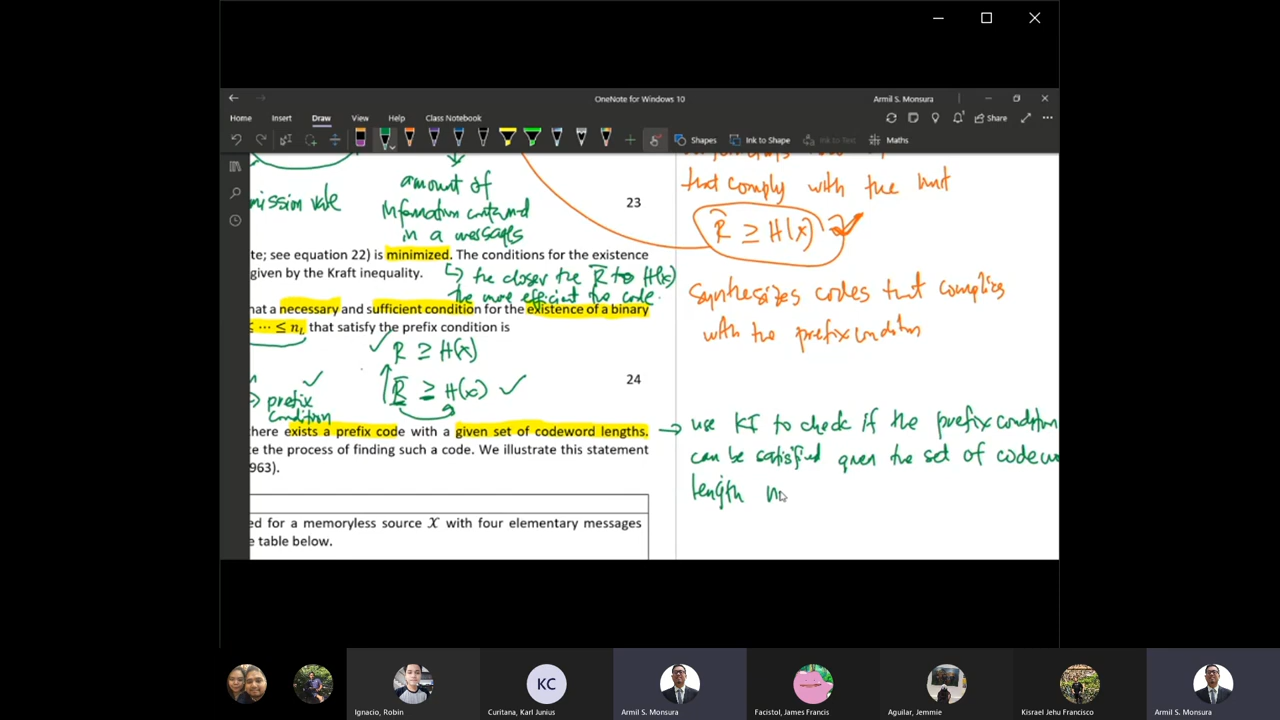 OneNote for Windows 10
Armil S. Monsura
Home Insert Draw View Help Class Notebook
Share
Shapes Ink to Shape Ink to Text Maths
that comply with the limit
R̄ ≥ H(x)
synthesizes codes that complies
with the prefix condition
mission rate
amount of
information contained
in a messages
23
te; see equation 22) is minimized. The conditions for the existence
given by the Kraft inequality.
↳ the closer the R̄ to H(x)
the more efficient the code.
hat a necessary and sufficient condition for the existence of a binary
≤ ⋯ ≤ n_L that satisfy the prefix condition is
✓ R ≥ H(x)
R̄ ≥ H(x) ✓
24
prefix
condition
here exists a prefix code with a given set of codeword lengths.
te the process of finding such a code. We illustrate this statement
963).
→ use KI to check if the prefix condition
can be satisfied given the set of codew
length n
ed for a memoryless source X with four elementary messages
e table below.
Ignacio, Robin
KC
Curitana, Karl Junius
Armil S. Monsura
Facistol, James Francis
Aguilar, Jemmie
Kisrael Jehu Francisco
Armil S. Monsura